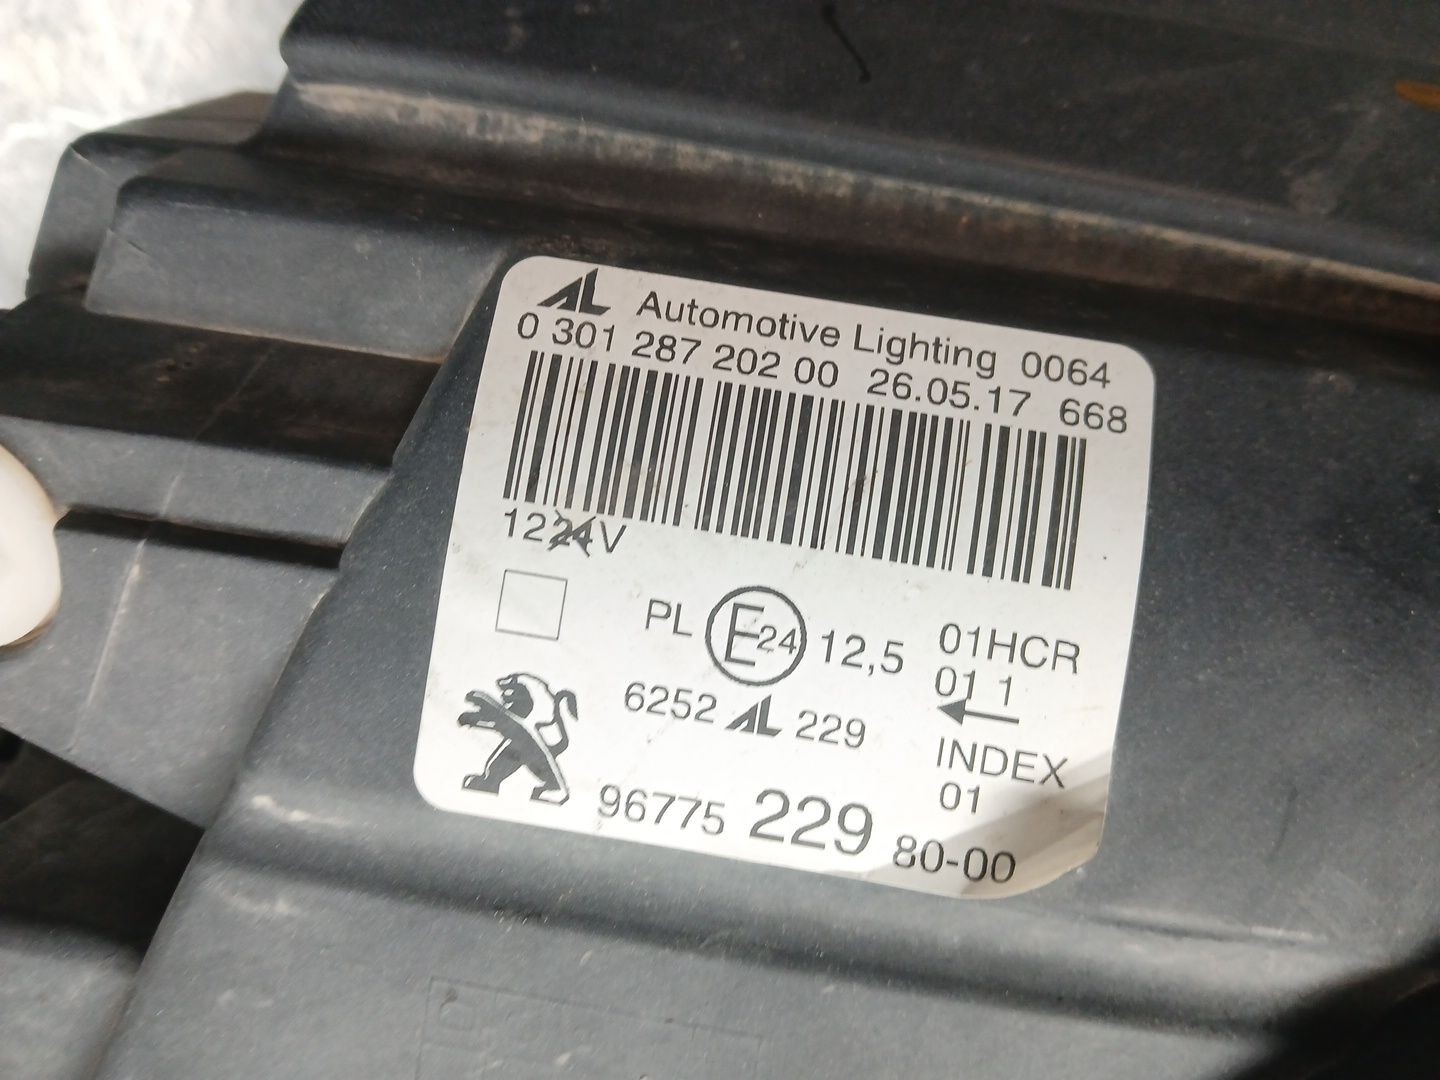 AL Automotive Lighting 0064
0 301 287 202 00 26.05.17 668
1224V
PL E24 12,5 01HCR
01 1
6252 AL 229
INDEX
01
96775 229 80-00